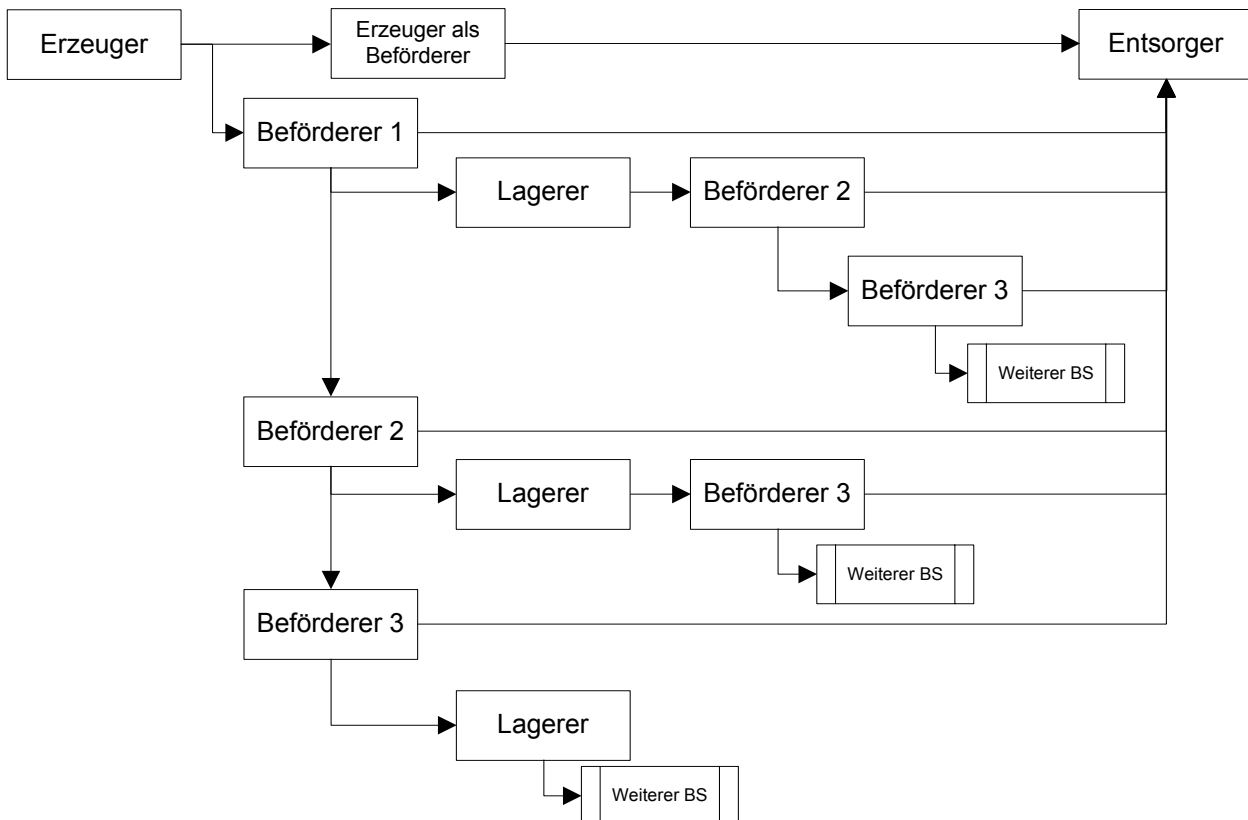 Erzeuger
Erzeuger als
Beförderer
Entsorger
Beförderer 1
Lagerer
Beförderer 2
Beförderer 3
Weiterer BS
Beförderer 2
Lagerer
Beförderer 3
Weiterer BS
Beförderer 3
Lagerer
Weiterer BS